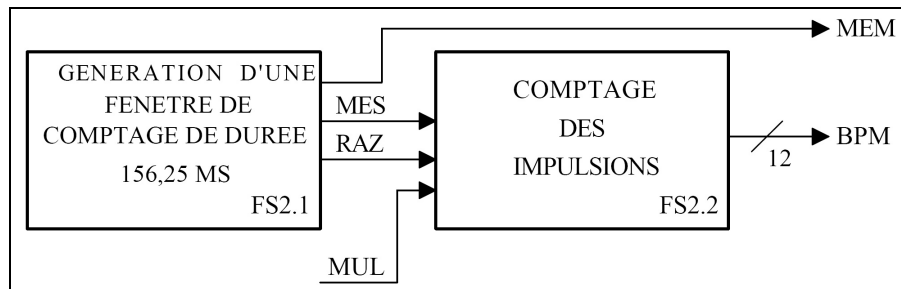 MEM
GENERATION D'UNE
FENETRE DE
COMPTAGE DE DUREE
156,25 MS
FS2.1
MES
RAZ
MUL
COMPTAGE
DES
IMPULSIONS
FS2.2
12
BPM